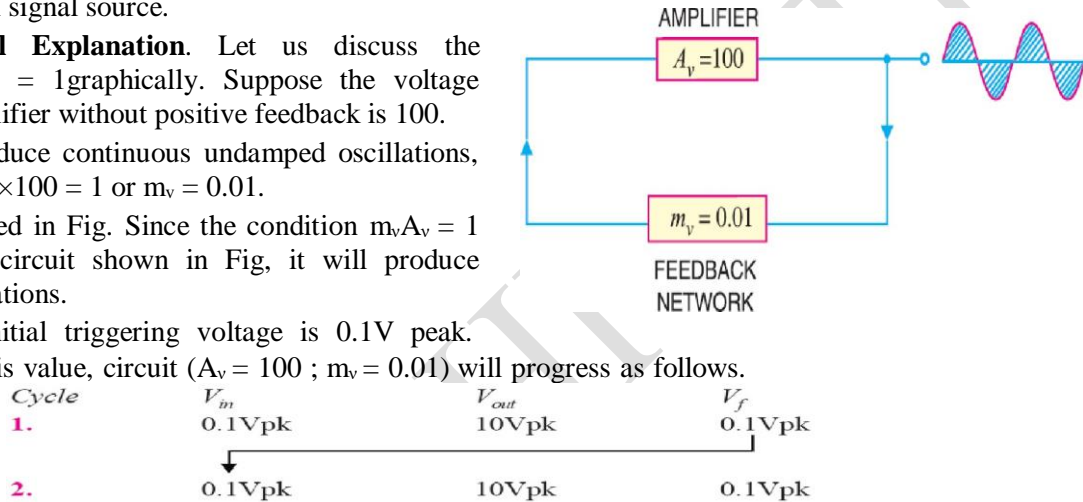 signal source.
Explanation. Let us discuss the
= 1graphically. Suppose the voltage
lifier without positive feedback is 100.
duce continuous undamped oscillations,
×100 = 1 or mv = 0.01.
ed in Fig. Since the condition mvAv = 1
circuit shown in Fig, it will produce
ations.
nitial triggering voltage is 0.1V peak.
is value, circuit (Av = 100 ; mv = 0.01) will progress as follows.
AMPLIFIER
Av =100
mv = 0.01
FEEDBACK
NETWORK
Cycle Vin Vout Vf
1. 0.1Vpk 10Vpk 0.1Vpk
2. 0.1Vpk 10Vpk 0.1Vpk